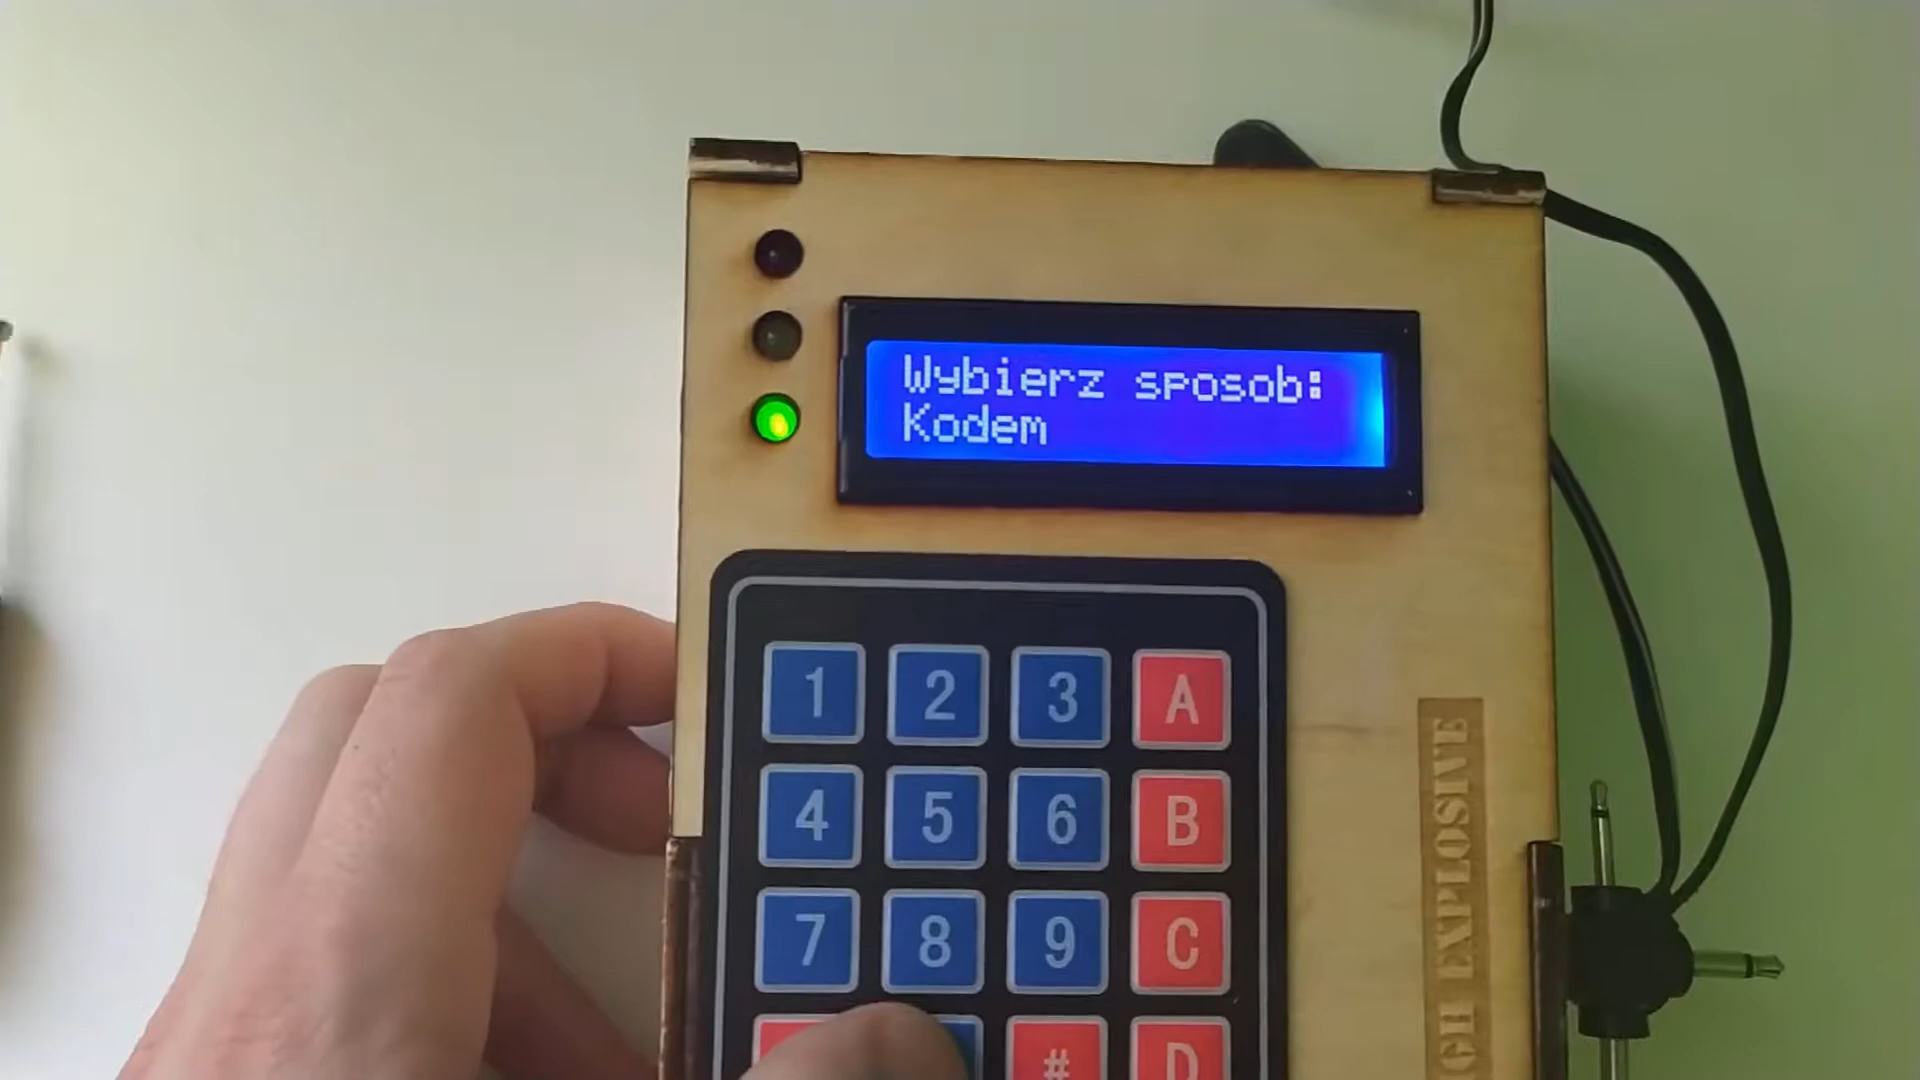 Wybierz sposob:
Kodem
1 2 3 A
4 5 6 B
7 8 9 C
# D
EXPLOSIVE